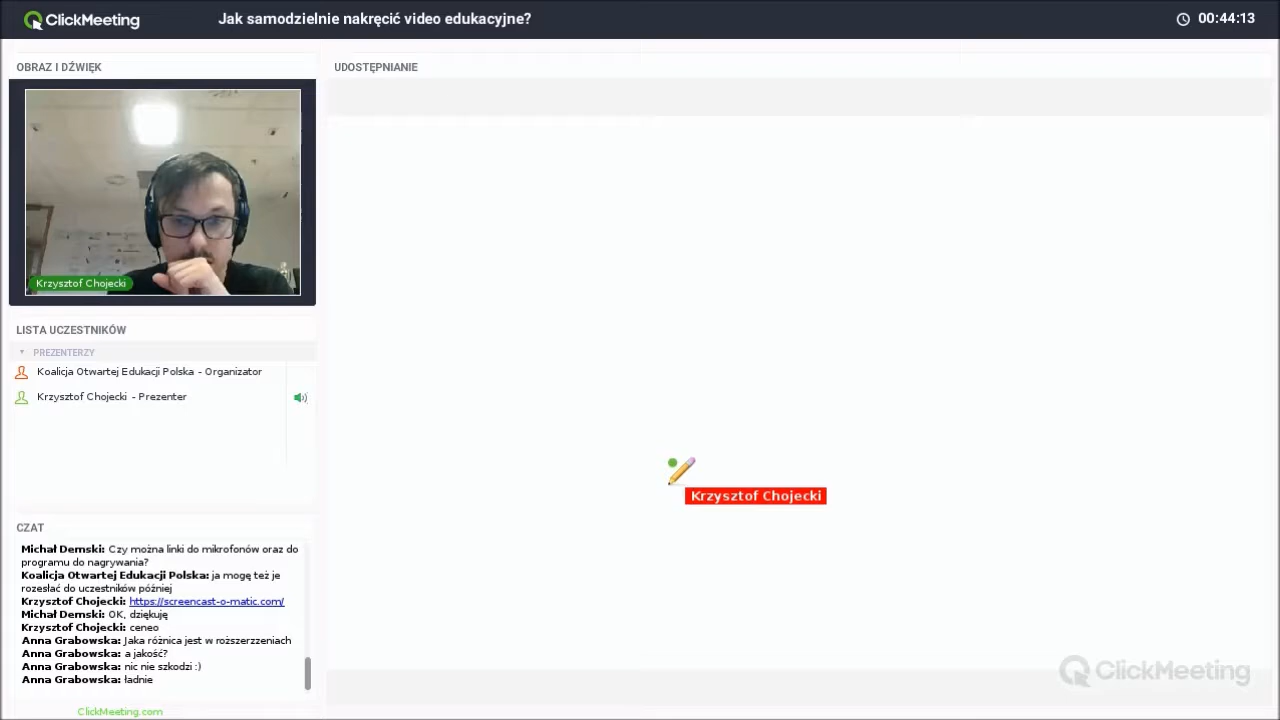 ClickMeeting
Jak samodzielnie nakręcić video edukacyjne?
00:44:13
OBRAZ I DŹWIĘK
UDOSTĘPNIANIE
Krzysztof Chojecki
LISTA UCZESTNIKÓW
PREZENTERZY
Koalicja Otwartej Edukacji Polska - Organizator
Krzysztof Chojecki - Prezenter
Krzysztof Chojecki
CZAT
Michał Demski: Czy można linki do mikrofonów oraz do
programu do nagrywania?
Koalicja Otwartej Edukacji Polska: ja mogę też je
rozesłać do uczestników później
Krzysztof Chojecki: https://screencast-o-matic.com/
Michał Demski: OK, dziękuję
Krzysztof Chojecki: ceneo
Anna Grabowska: Jaka różnica jest w roższerzzeniach
Anna Grabowska: a jakość?
Anna Grabowska: nic nie szkodzi :)
Anna Grabowska: ładnie
ClickMeeting
ClickMeeting.com